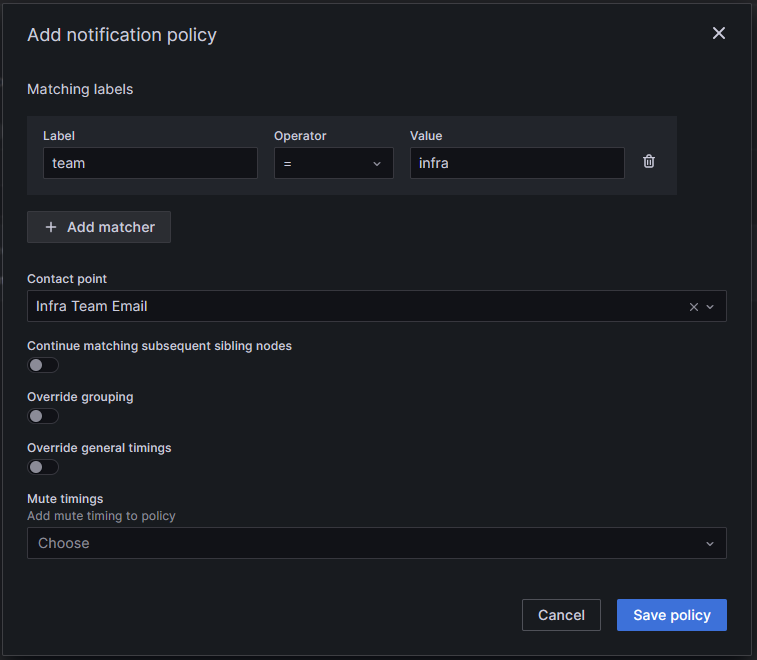 Add notification policy
Matching labels
Label Operator Value
team = infra
+ Add matcher
Contact point
Infra Team Email
Continue matching subsequent sibling nodes
Override grouping
Override general timings
Mute timings
Add mute timing to policy
Choose
Cancel Save policy